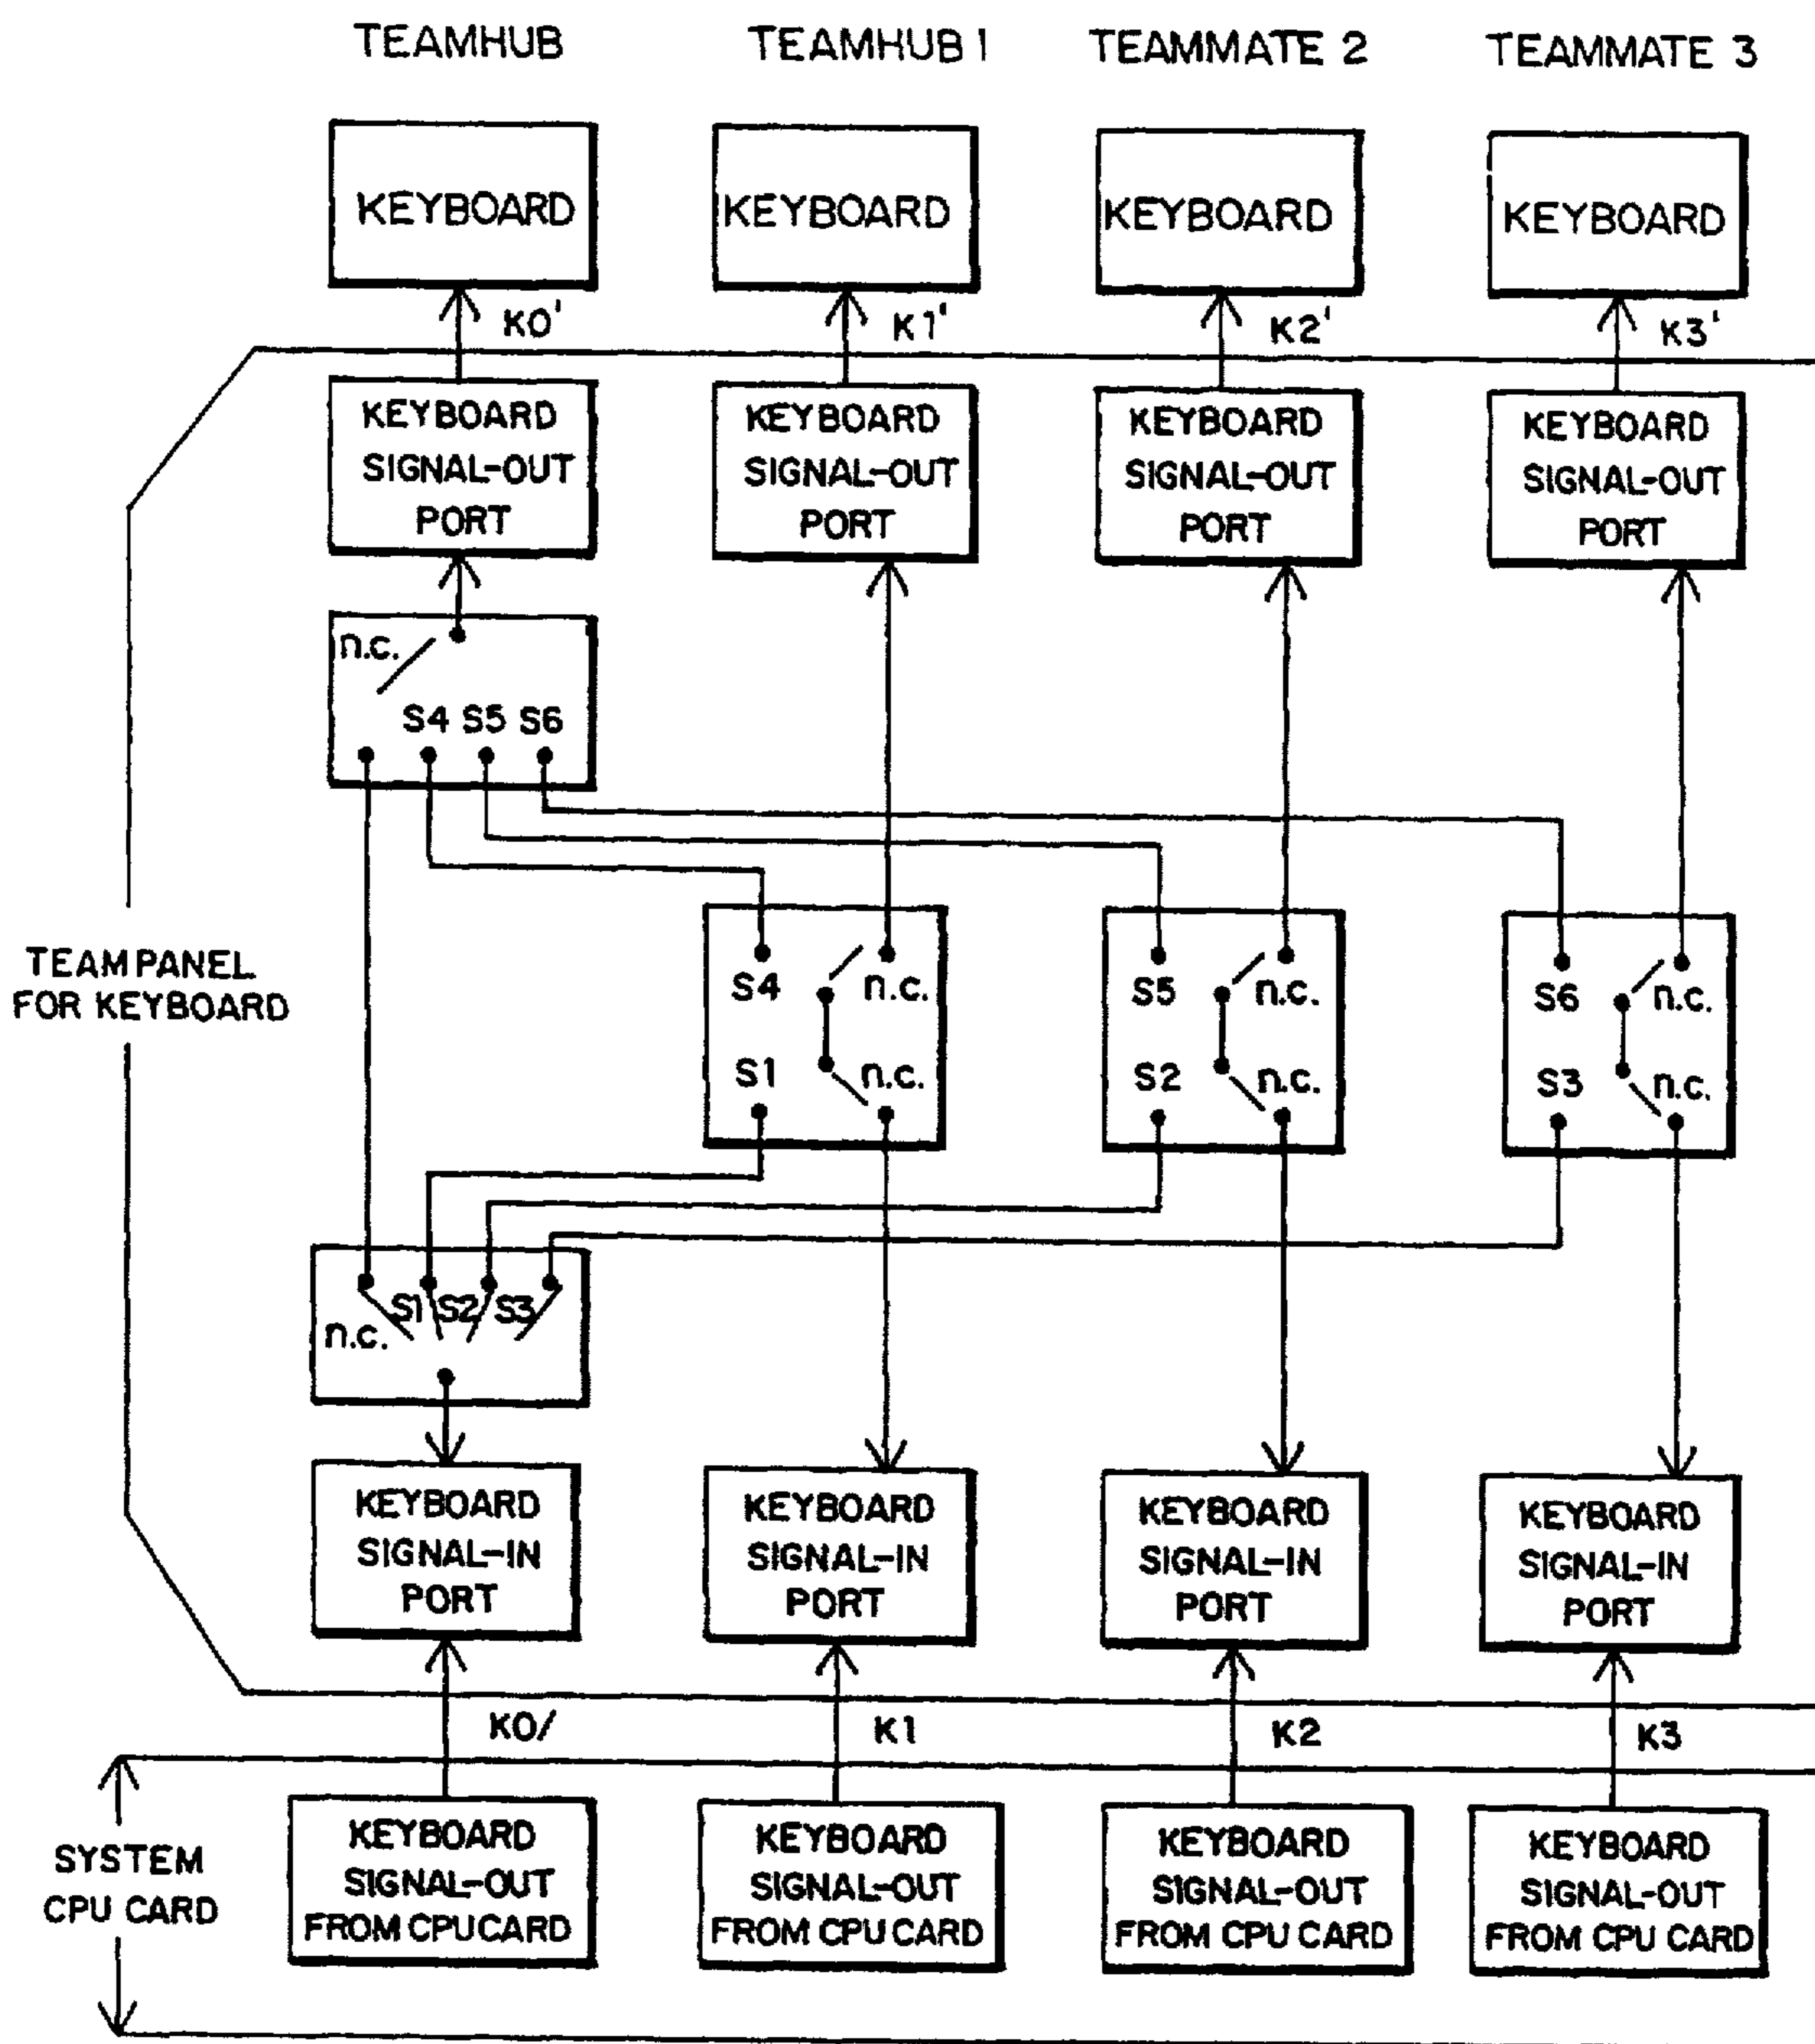 TEAMHUB
TEAMHUB 1
TEAMMATE 2
TEAMMATE 3
KEYBOARD
KEYBOARD
KEYBOARD
KEYBOARD
K0'
K1'
K2'
K3'
KEYBOARD
SIGNAL-OUT
PORT
KEYBOARD
SIGNAL-OUT
PORT
KEYBOARD
SIGNAL-OUT
PORT
KEYBOARD
SIGNAL-OUT
PORT
n.c.
S4 S5 S6
TEAMPANEL
FOR KEYBOARD
S4
n.c.
S1
n.c.
S5
n.c.
S2
n.c.
S6
n.c.
S3
n.c.
S1 S2 S3
n.c.
KEYBOARD
SIGNAL-IN
PORT
KEYBOARD
SIGNAL-IN
PORT
KEYBOARD
SIGNAL-IN
PORT
KEYBOARD
SIGNAL-IN
PORT
K0/
K1
K2
K3
SYSTEM
CPU CARD
KEYBOARD
SIGNAL-OUT
FROM CPU CARD
KEYBOARD
SIGNAL-OUT
FROM CPU CARD
KEYBOARD
SIGNAL-OUT
FROM CPU CARD
KEYBOARD
SIGNAL-OUT
FROM CPU CARD